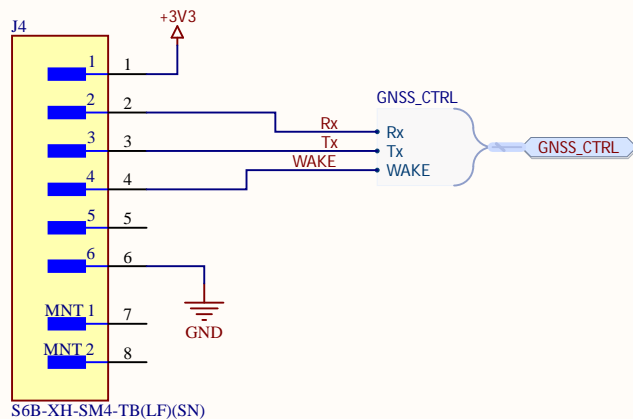 +3V3
J4
1 1
2 2
GNSS_CTRL
Rx Rx
GNSS_CTRL
3 3
Tx Tx
4 4
WAKE WAKE
5 5
6 6
MNT 1 7
GND
MNT 2 8
S6B-XH-SM4-TB(LF)(SN)